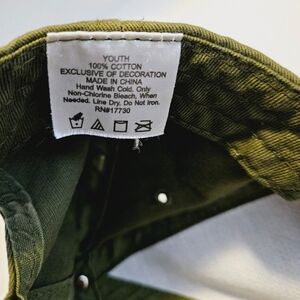 YOUTH
100% COTTON
EXCLUSIVE OF DECORATION
MADE IN CHINA
Hand Wash Cold. Only
Non-Chlorine Bleach, When
Needed. Line Dry. Do Not Iron.
RN#17730